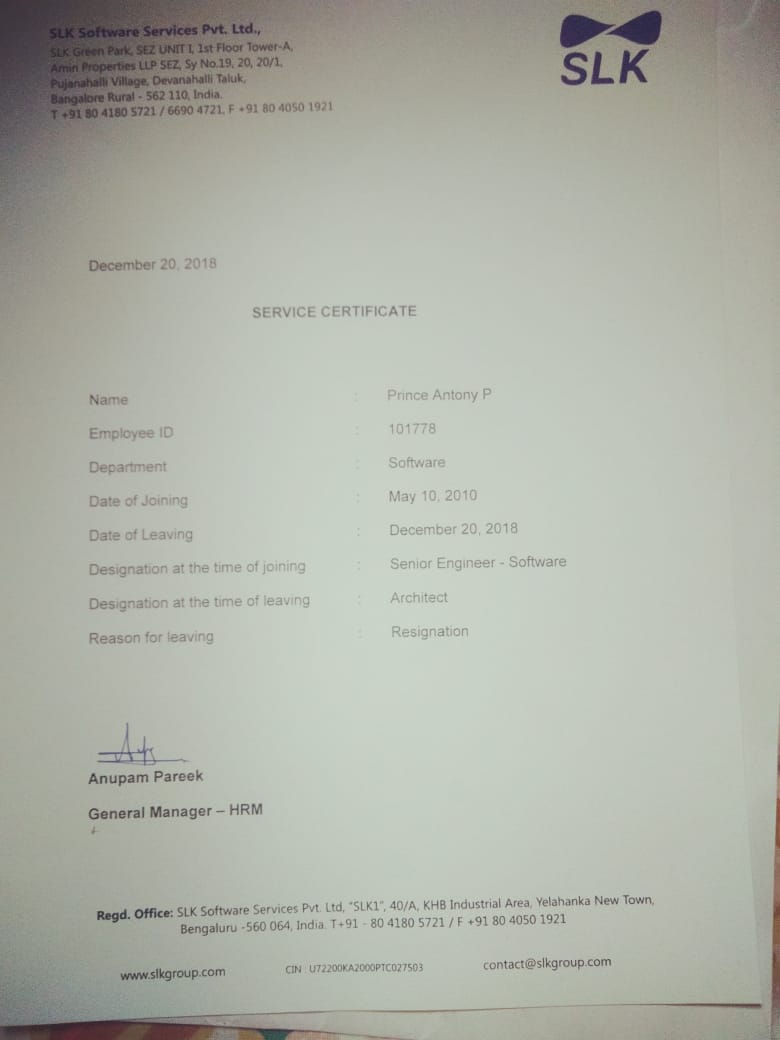 SLK Software Services Pvt. Ltd.,
SLK Green Park, SEZ UNIT I, 1st Floor Tower-A,
Amin Properties LLP SEZ, Sy No.19, 20, 20/1,
Pujanahalli Village, Devanahalli Taluk,
Bangalore Rural - 562 110, India.
T +91 80 4180 5721 / 6690 4721, F +91 80 4050 1921
SLK
December 20, 2018
SERVICE CERTIFICATE
Name : Prince Antony P
Employee ID : 101778
Department : Software
Date of Joining : May 10, 2010
Date of Leaving : December 20, 2018
Designation at the time of joining : Senior Engineer - Software
Designation at the time of leaving : Architect
Reason for leaving : Resignation
Anupam Pareek
General Manager – HRM
Regd. Office: SLK Software Services Pvt. Ltd, "SLK1", 40/A, KHB Industrial Area, Yelahanka New Town,
Bengaluru -560 064, India. T+91 - 80 4180 5721 / F +91 80 4050 1921
www.slkgroup.com CIN : U72200KA2000PTC027503 contact@slkgroup.com